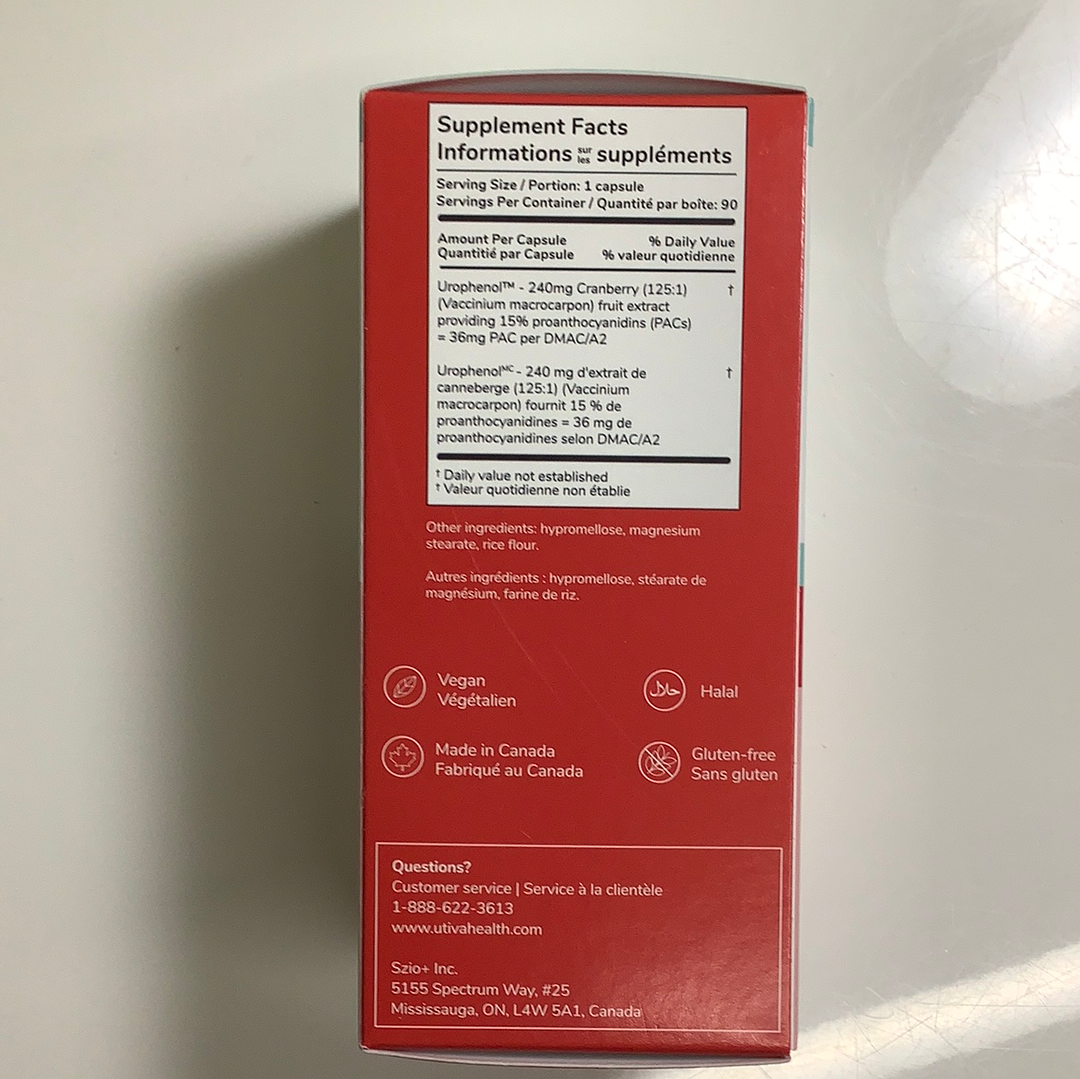 Supplement Facts
Informations sur les suppléments
Serving Size / Portion: 1 capsule
Servings Per Container / Quantité par boîte: 90
Amount Per Capsule % Daily Value
Quantitié par Capsule % valeur quotidienne
Urophenol™ - 240mg Cranberry (125:1) †
(Vaccinium macrocarpon) fruit extract
providing 15% proanthocyanidins (PACs)
= 36mg PAC per DMAC/A2
Urophenolᴹᶜ - 240 mg d'extrait de †
canneberge (125:1) (Vaccinium
macrocarpon) fournit 15 % de
proanthocyanidines = 36 mg de
proanthocyanidines selon DMAC/A2
† Daily value not established
† Valeur quotidienne non établie
Other ingredients: hypromellose, magnesium
stearate, rice flour.
Autres ingrédients : hypromellose, stéarate de
magnésium, farine de riz.
Vegan
Végétalien
حلال Halal
Made in Canada
Fabriqué au Canada
Gluten-free
Sans gluten
Questions?
Customer service | Service à la clientèle
1-888-622-3613
www.utivahealth.com
Szio+ Inc.
5155 Spectrum Way, #25
Mississauga, ON, L4W 5A1, Canada